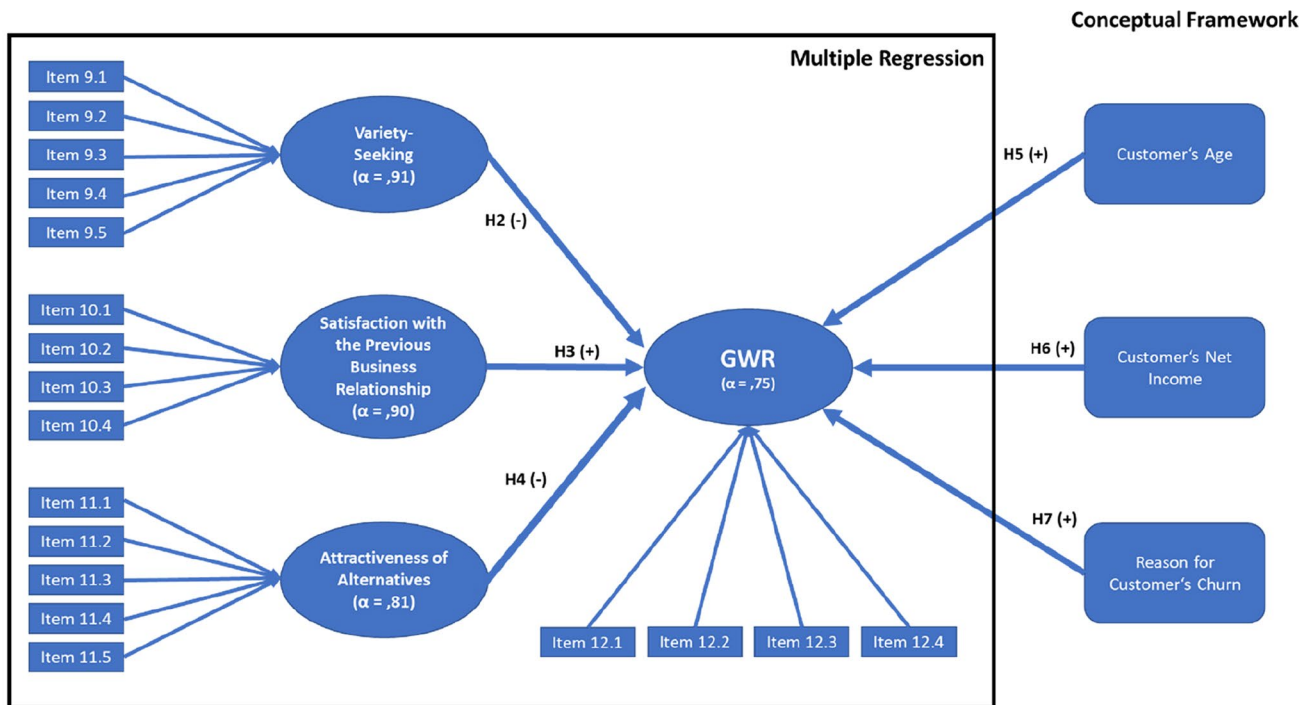 Conceptual Framework
Multiple Regression
Item 9.1
Item 9.2
Item 9.3
Item 9.4
Item 9.5
Variety-
Seeking
(α = ,91)
H2 (-)
Item 10.1
Item 10.2
Item 10.3
Item 10.4
Satisfaction with
the Previous
Business
Relationship
(α = ,90)
H3 (+)
Item 11.1
Item 11.2
Item 11.3
Item 11.4
Item 11.5
Attractiveness of
Alternatives
(α = ,81)
H4 (-)
GWR
(α = ,75)
Item 12.1
Item 12.2
Item 12.3
Item 12.4
H5 (+)
Customer‘s Age
H6 (+)
Customer‘s Net
Income
H7 (+)
Reason for
Customer‘s Churn